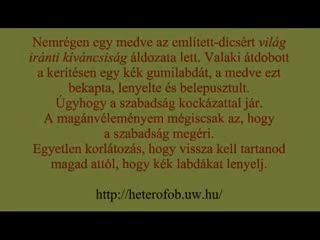 Nemrégen egy medve az említett-dícsért világ
iránti kíváncsiság áldozata lett. Valaki átdobott
a kerítésen egy kék gumilabdát, a medve ezt
bekapta, lenyelte és belepusztult.
Úgyhogy a szabadság kockázattal jár.
A magánvéleményem mégiscsak az, hogy
a szabadság megéri.
Egyetlen korlátozás, hogy vissza kell tartanod
magad attól, hogy kék labdákat lenyelj.
http://heterofob.uw.hu/